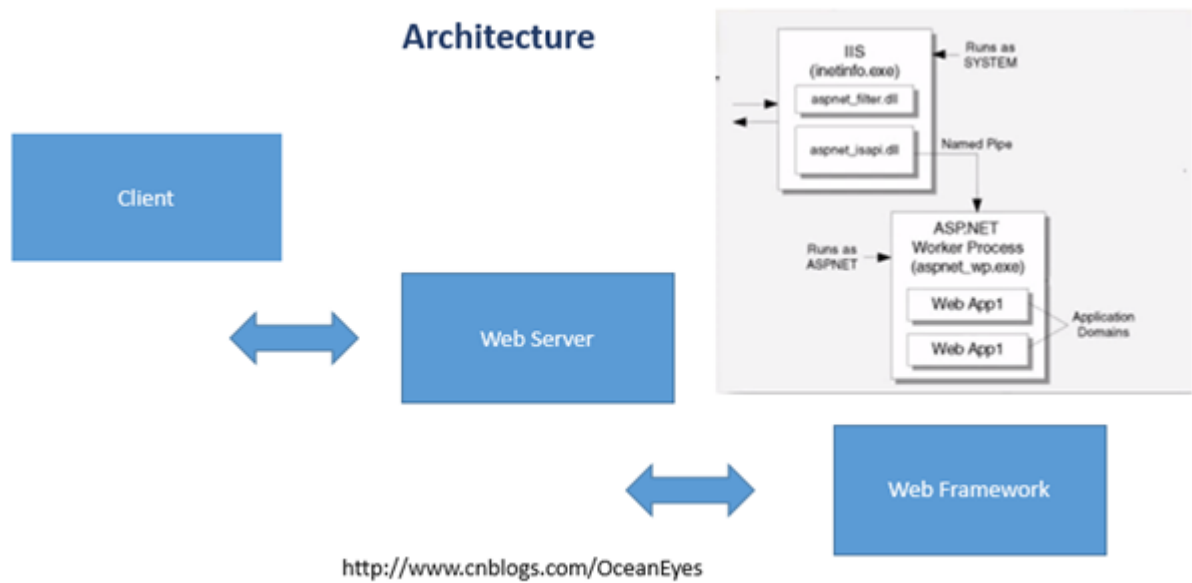 Architecture
Client
Web Server
Web Framework
http://www.cnblogs.com/OceanEyes
IIS
(inetinfo.exe)
aspnet_filter.dll
aspnet_isapi.dll
Runs as
SYSTEM
Named Pipe
ASP.NET
Worker Process
(aspnet_wp.exe)
Runs as
ASPNET
Web App1
Web App1
Application
Domains